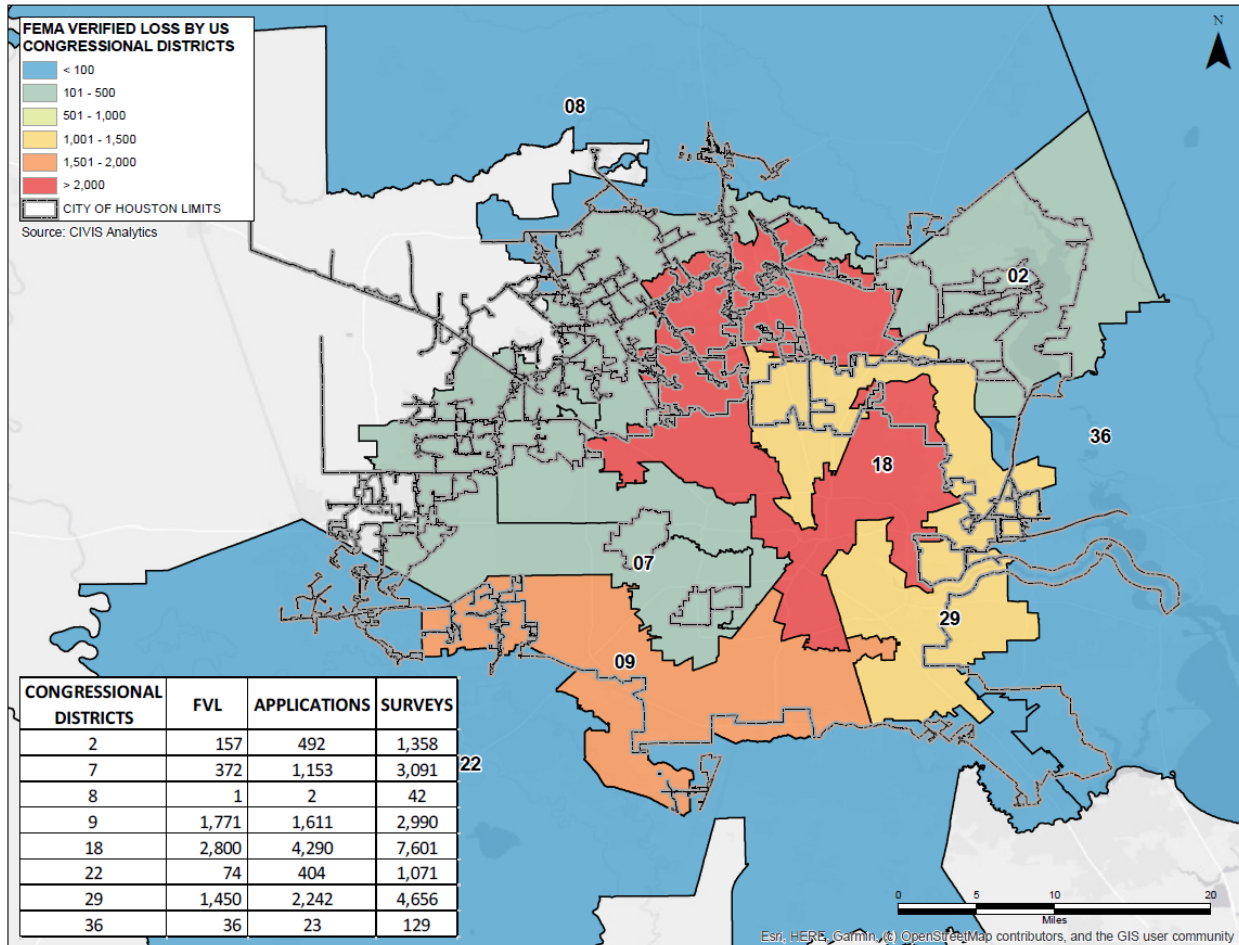 FEMA VERIFIED LOSS BY US
CONGRESSIONAL DISTRICTS
< 100
101 - 500
501 - 1,000
1,001 - 1,500
1,501 - 2,000
> 2,000
CITY OF HOUSTON LIMITS
Source: CIVIS Analytics
N
08
02
36
18
07
29
09
22
CONGRESSIONAL DISTRICTS FVL APPLICATIONS SURVEYS
2 157 492 1,358
7 372 1,153 3,091
8 1 2 42
9 1,771 1,611 2,990
18 2,800 4,290 7,601
22 74 404 1,071
29 1,450 2,242 4,656
36 36 23 129
0 5 10 20
Miles
Esri, HERE, Garmin, (c) OpenStreetMap contributors, and the GIS user community